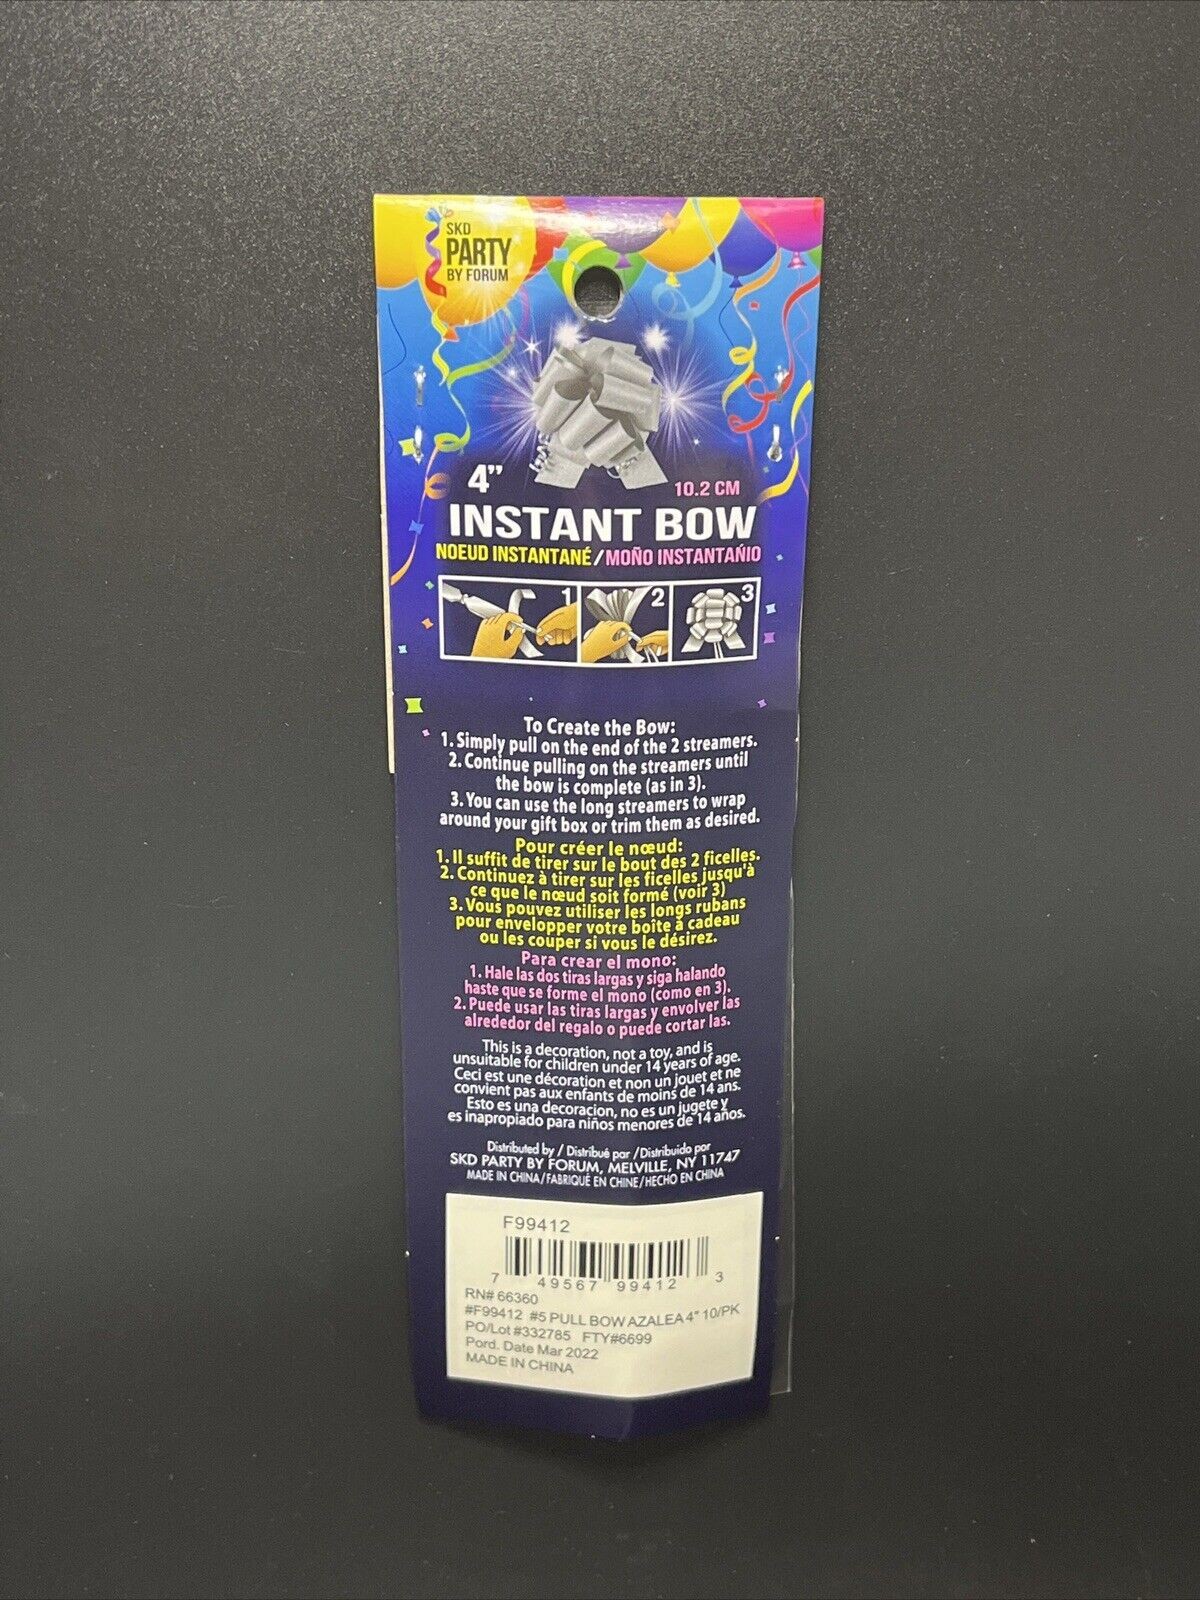 SKD
PARTY
BY FORUM
4”
10.2 CM
INSTANT BOW
NOEUD INSTANTANÉ/MOÑO INSTANTAŃIO
1
2
3
To Create the Bow:
1. Simply pull on the end of the 2 streamers.
2. Continue pulling on the streamers until
the bow is complete (as in 3).
3. You can use the long streamers to wrap
around your gift box or trim them as desired.
Pour créer le nœud:
1. Il suffit de tirer sur le bout des 2 ficelles.
2. Continuez à tirer sur les ficelles jusqu'à
ce que le nœud soit formé (voir 3)
3. Vous pouvez utiliser les longs rubans
pour envelopper votre boîte à cadeau
ou les couper si vous le désirez.
Para crear el mono:
1. Hale las dos tiras largas y siga halando
haste que se forme el mono (como en 3).
2. Puede usar las tiras largas y envolver las
alrededor del regalo o puede cortar las.
This is a decoration, not a toy, and is
unsuitable for children under 14 years of age.
Ceci est une décoration et non un jouet et ne
convient pas aux enfants de moins de 14 ans.
Esto es una decoracion, no es un jugete y
es inapropiado para niños menores de 14 años.
Distributed by / Distribué par /Distribuido por
SKD PARTY BY FORUM, MELVILLE, NY 11747
MADE IN CHINA/FABRIQUÉ EN CHINE/HECHO EN CHINA
F99412
7 49567 99412 3
RN# 66360
#F99412 #5 PULL BOW AZALEA 4" 10/PK
PO/Lot #332785 FTY#6699
Pord. Date Mar 2022
MADE IN CHINA